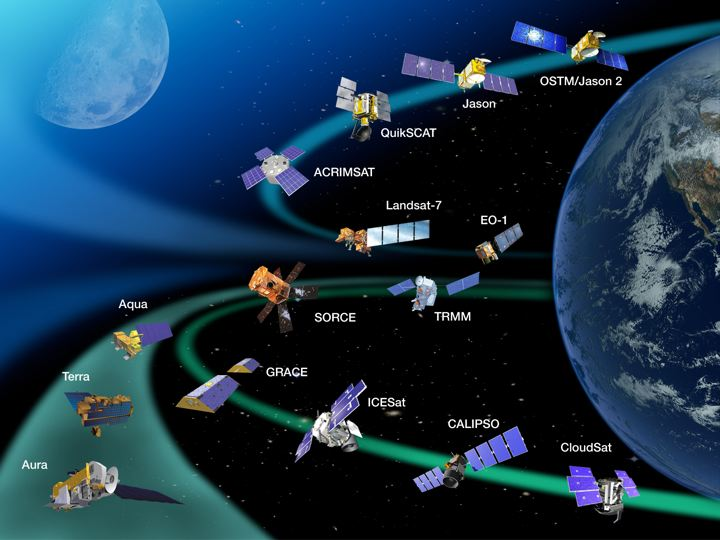 OSTM/Jason 2
Jason
QuikSCAT
ACRIMSAT
Landsat-7
EO-1
Aqua
SORCE
TRMM
Terra
GRACE
ICESat
CALIPSO
CloudSat
Aura